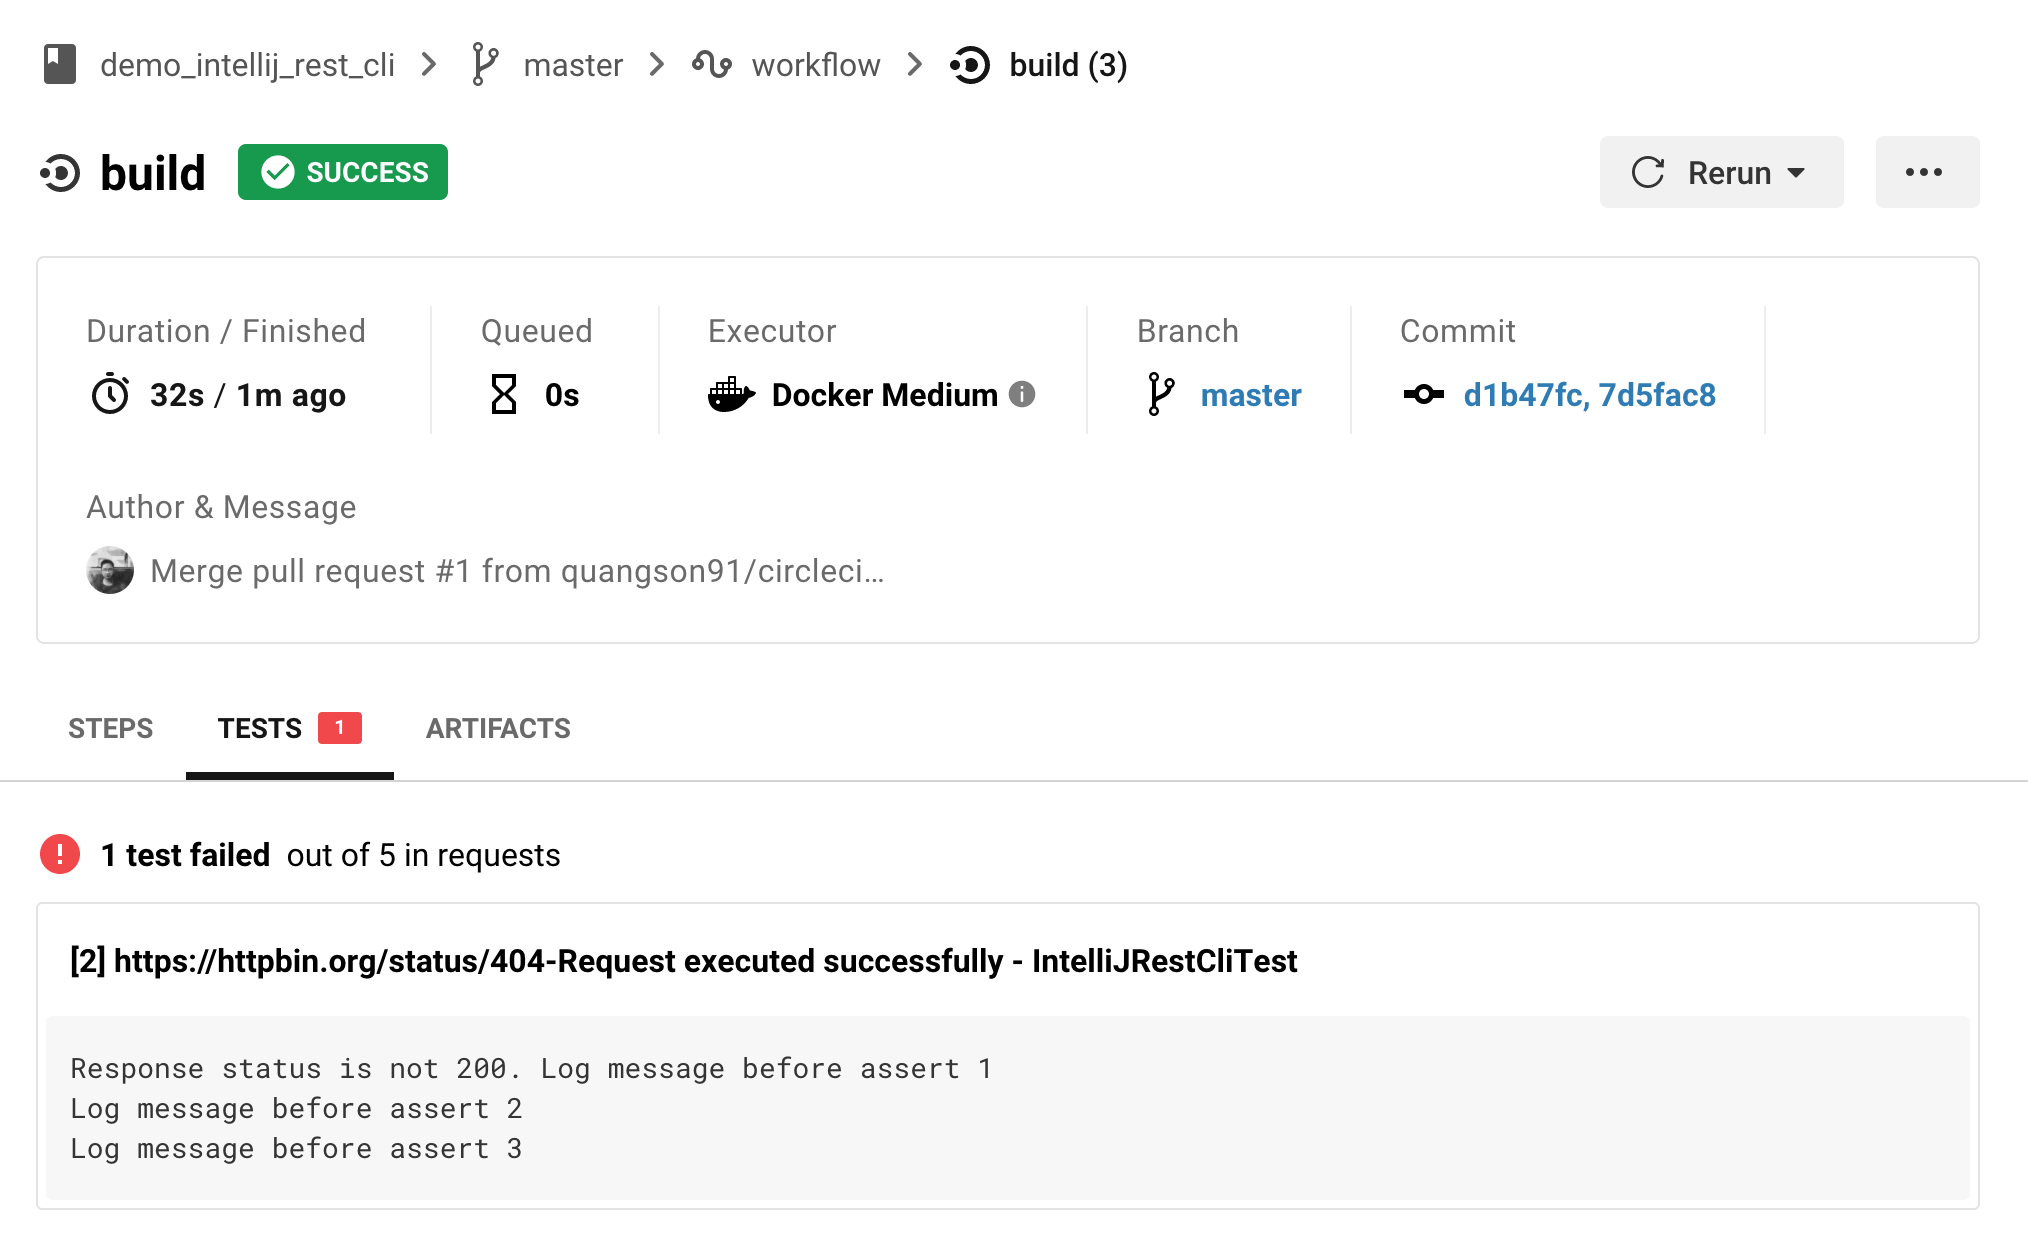 demo_intellij_rest_cli > master > workflow > build (3)
build SUCCESS Rerun ...
Duration / Finished Queued Executor Branch Commit
32s / 1m ago 0s Docker Medium master d1b47fc, 7d5fac8
Author & Message
Merge pull request #1 from quangson91/circleci…
STEPS TESTS 1 ARTIFACTS
1 test failed out of 5 in requests
[2] https://httpbin.org/status/404-Request executed successfully - IntelliJRestCliTest
Response status is not 200. Log message before assert 1
Log message before assert 2
Log message before assert 3